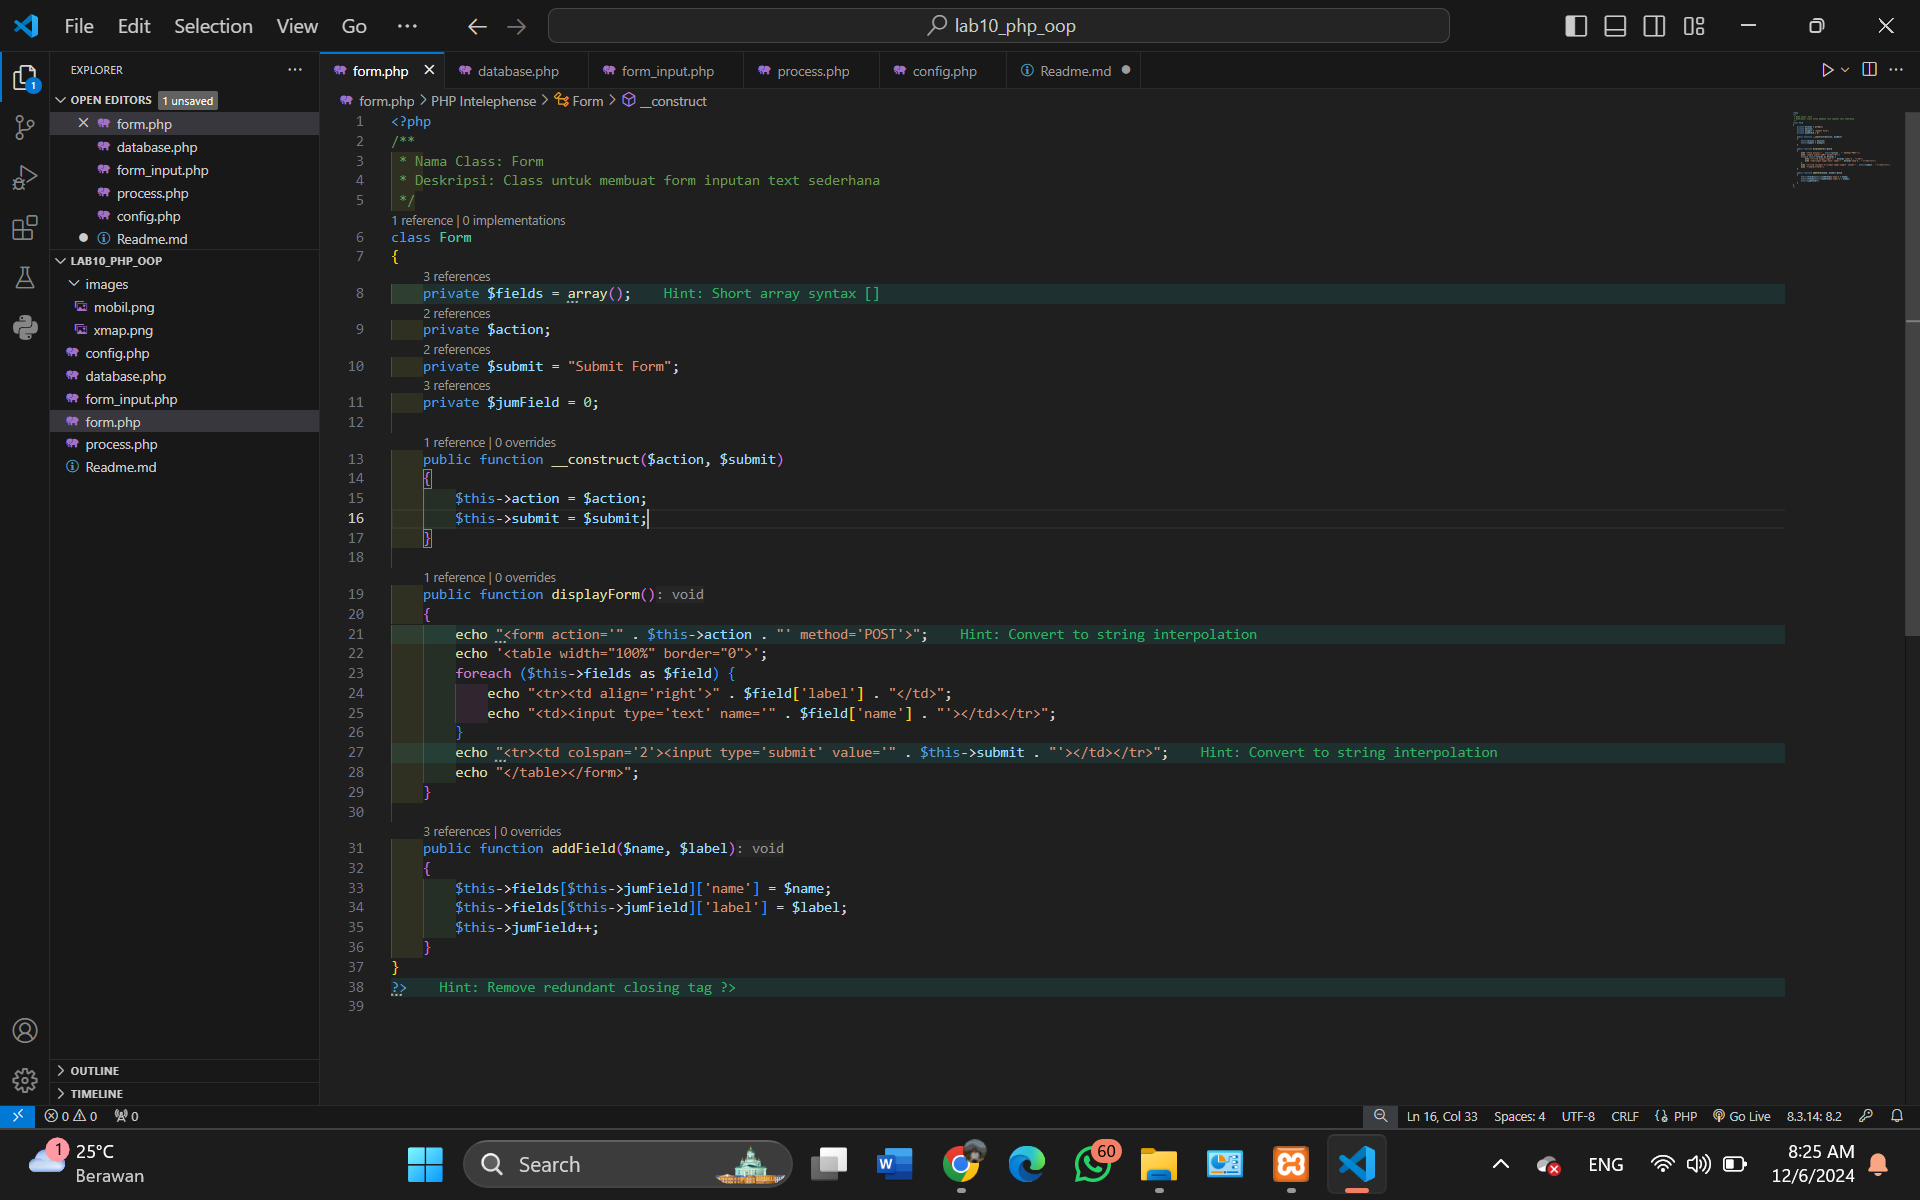 File Edit Selection View Go ··· lab10_php_oop
EXPLORER ···
OPEN EDITORS 1 unsaved
form.php
database.php
form_input.php
process.php
config.php
Readme.md
LAB10_PHP_OOP
images
mobil.png
xmap.png
config.php
database.php
form_input.php
form.php
process.php
Readme.md
OUTLINE
TIMELINE
form.php database.php form_input.php process.php config.php Readme.md
form.php > PHP Intelephense > Form > __construct
1 <?php
2 /**
3 * Nama Class: Form
4 * Deskripsi: Class untuk membuat form inputan text sederhana
5 */
1 reference | 0 implementations
6 class Form
7 {
3 references
8 private $fields = array(); Hint: Short array syntax []
2 references
9 private $action;
2 references
10 private $submit = "Submit Form";
3 references
11 private $jumField = 0;
12
1 reference | 0 overrides
13 public function __construct($action, $submit)
14 {
15 $this->action = $action;
16 $this->submit = $submit;
17 }
18
1 reference | 0 overrides
19 public function displayForm(): void
20 {
21 echo "<form action='" . $this->action . "' method='POST'>"; Hint: Convert to string interpolation
22 echo '<table width="100%" border="0">';
23 foreach ($this->fields as $field) {
24 echo "<tr><td align='right'>" . $field['label'] . "</td>";
25 echo "<td><input type='text' name='" . $field['name'] . "'></td></tr>";
26 }
27 echo "<tr><td colspan='2'><input type='submit' value='" . $this->submit . "'></td></tr>"; Hint: Convert to string interpolation
28 echo "</table></form>";
29 }
30
3 references | 0 overrides
31 public function addField($name, $label): void
32 {
33 $this->fields[$this->jumField]['name'] = $name;
34 $this->fields[$this->jumField]['label'] = $label;
35 $this->jumField++;
36 }
37 }
38 ?> Hint: Remove redundant closing tag ?>
39
0 0 0 Ln 16, Col 33 Spaces: 4 UTF-8 CRLF PHP Go Live 8.3.14: 8.2
1 25°C
Berawan
Search
60
ENG
8:25 AM
12/6/2024